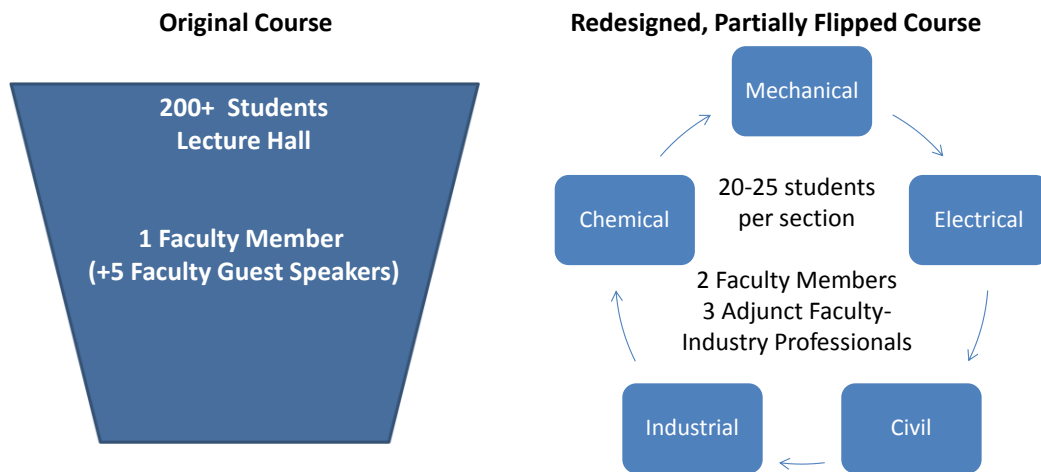 Original Course
200+ Students
Lecture Hall
1 Faculty Member
(+5 Faculty Guest Speakers)
Redesigned, Partially Flipped Course
Mechanical
Chemical
20-25 students
per section
Electrical
2 Faculty Members
3 Adjunct Faculty-
Industry Professionals
Industrial
Civil